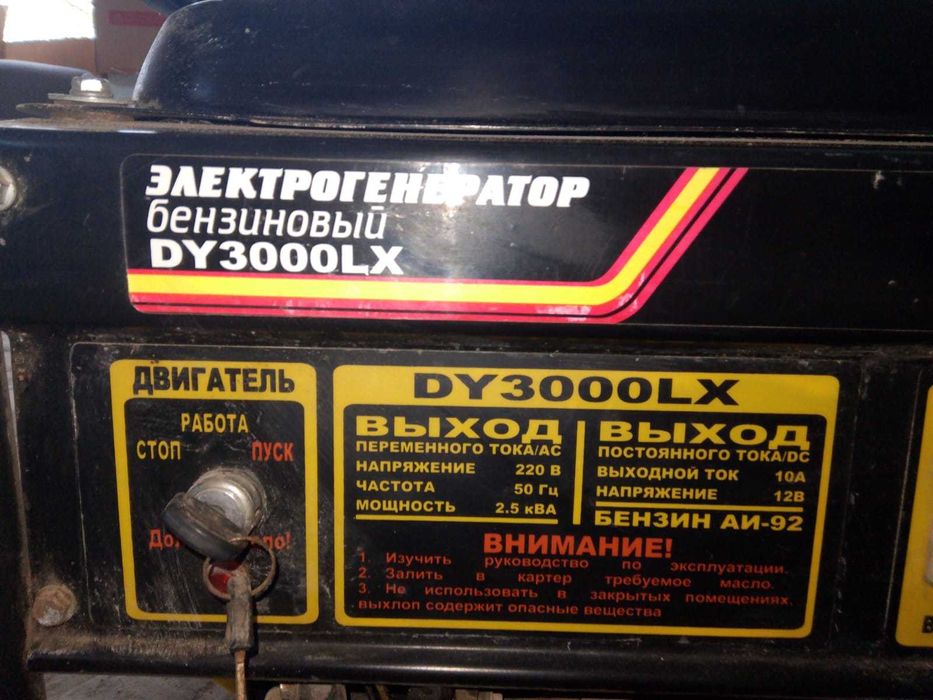 ЭЛЕКТРОГЕНЕРАТОР
бензиновый
DY3000LX
ДВИГАТЕЛЬ
РАБОТА
СТОП ПУСК
DY3000LX
ВЫХОД
ПЕРЕМЕННОГО ТОКА/AC
НАПРЯЖЕНИЕ 220 В
ЧАСТОТА 50 Гц
МОЩНОСТЬ 2.5 кВА
ВЫХОД
ПОСТОЯННОГО ТОКА/DC
ВЫХОДНОЙ ТОК 10А
НАПРЯЖЕНИЕ 12В
БЕНЗИН АИ-92
ВНИМАНИЕ!
1. Изучить руководство по эксплуатации.
2. Залить в картер требуемое масло.
3. Не использовать в закрытых помещениях.
выхлоп содержит опасные вещества